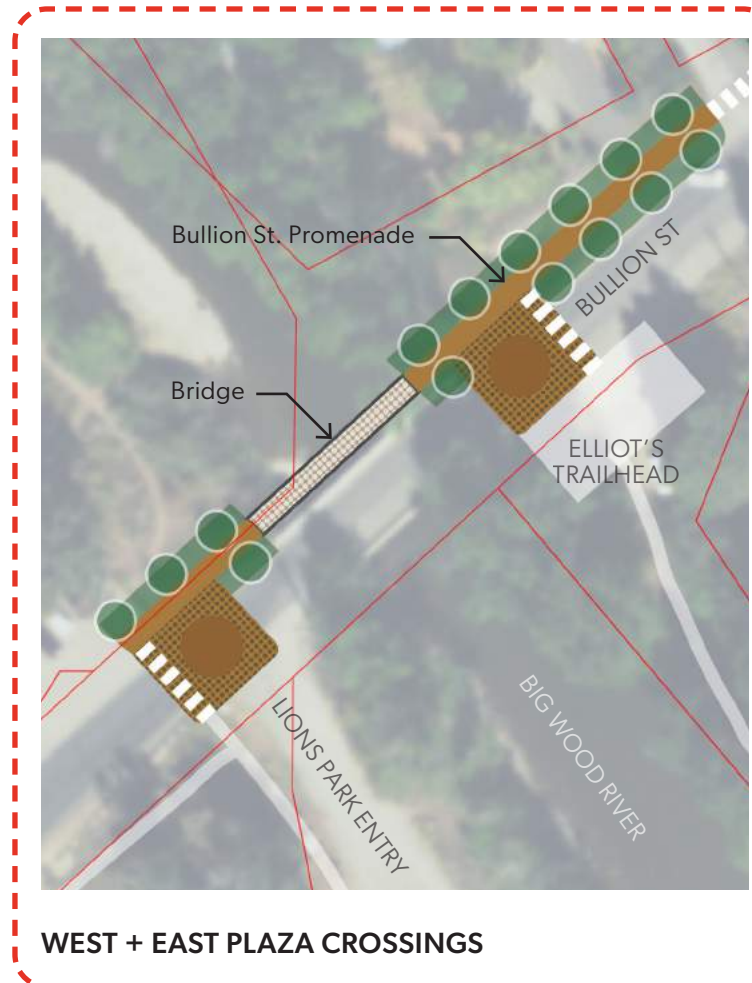 Bullion St. Promenade
BULLION ST
Bridge
ELLIOT'S
TRAILHEAD
BIG WOOD RIVER
LIONS PARK ENTRY
WEST + EAST PLAZA CROSSINGS